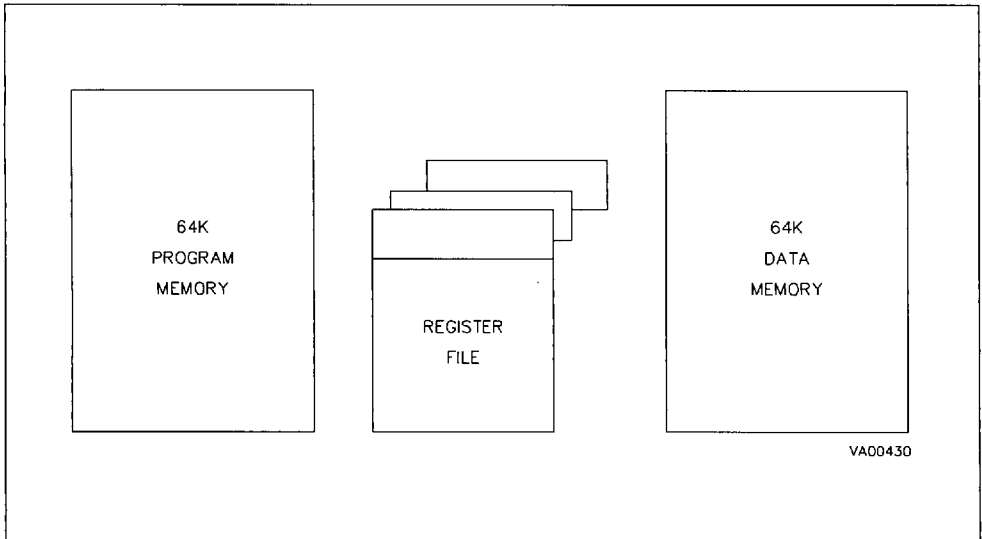 64K
PROGRAM
MEMORY
REGISTER
FILE
64K
DATA
MEMORY
VA00430